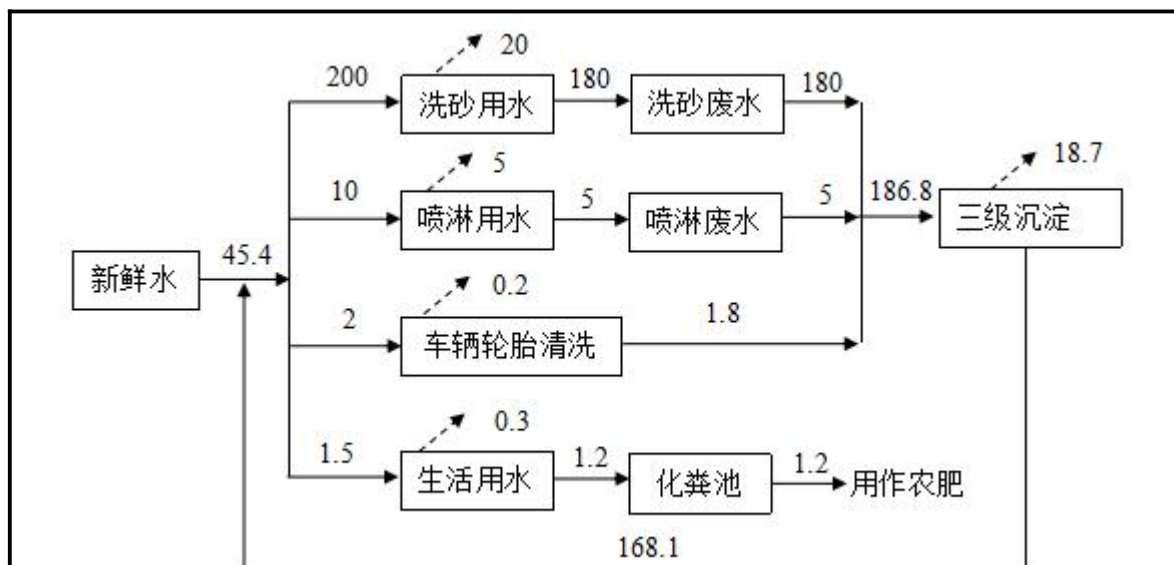 20
200
洗砂用水
180
洗砂废水
180
5
18.7
10
喷淋用水
5
喷淋废水
5
186.8
三级沉淀
新鲜水
45.4
0.2
2
车辆轮胎清洗
1.8
0.3
1.5
生活用水
1.2
化粪池
1.2
用作农肥
168.1